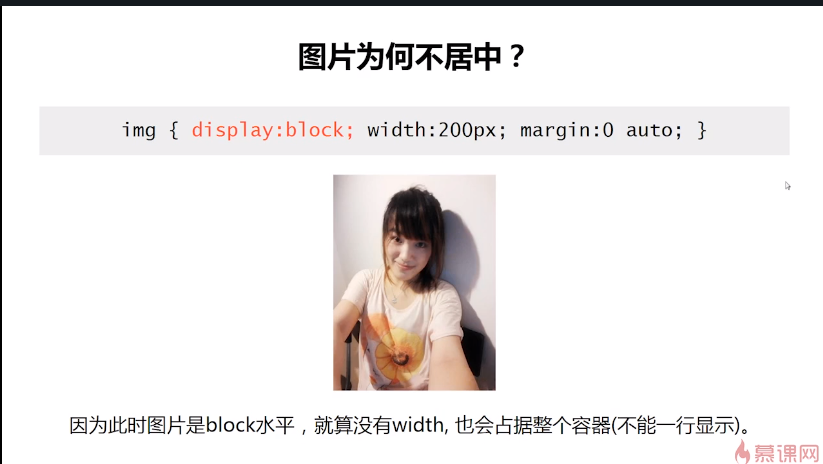 图片为何不居中？
img { display:block; width:200px; margin:0 auto; }
因为此时图片是block水平，就算没有width, 也会占据整个容器(不能一行显示)。
慕课网